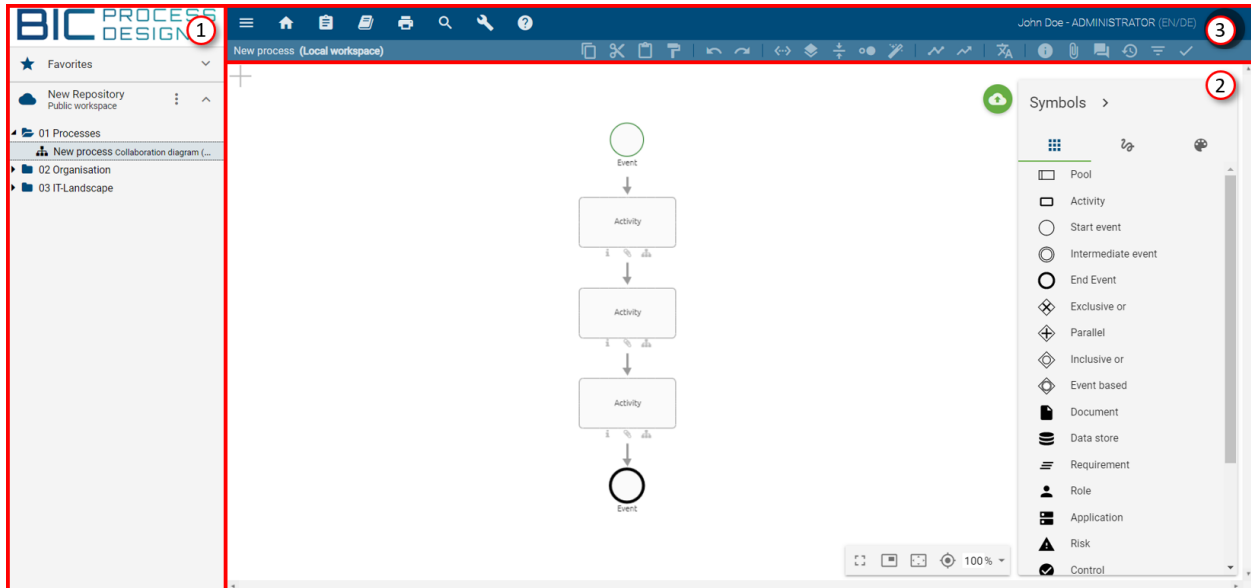 BIC PROCESS
DESIGN
1
Favorites
New Repository
Public workspace
01 Processes
New process Collaboration diagram (...
02 Organisation
03 IT-Landscape
John Doe - ADMINISTRATOR (EN/DE)
3
New process (Local workspace)
2
Symbols
Pool
Activity
Start event
Intermediate event
End Event
Exclusive or
Parallel
Inclusive or
Event based
Document
Data store
Requirement
Role
Application
Risk
Control
Event
Activity
Activity
Activity
Event
100%